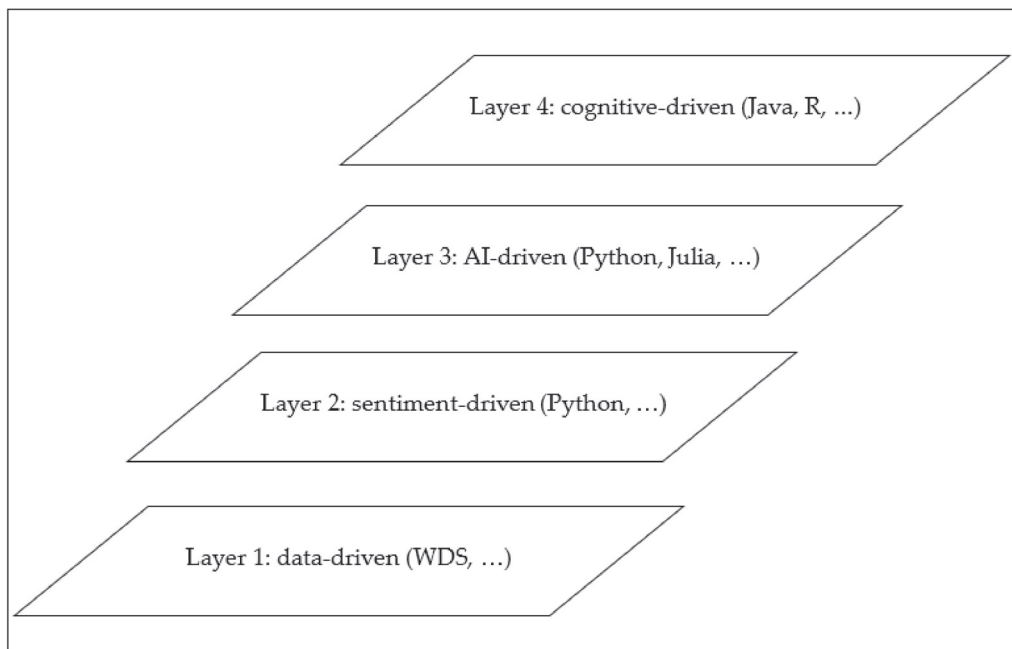 Layer 4: cognitive-driven (Java, R, ...)
Layer 3: AI-driven (Python, Julia, …)
Layer 2: sentiment-driven (Python, …)
Layer 1: data-driven (WDS, …)